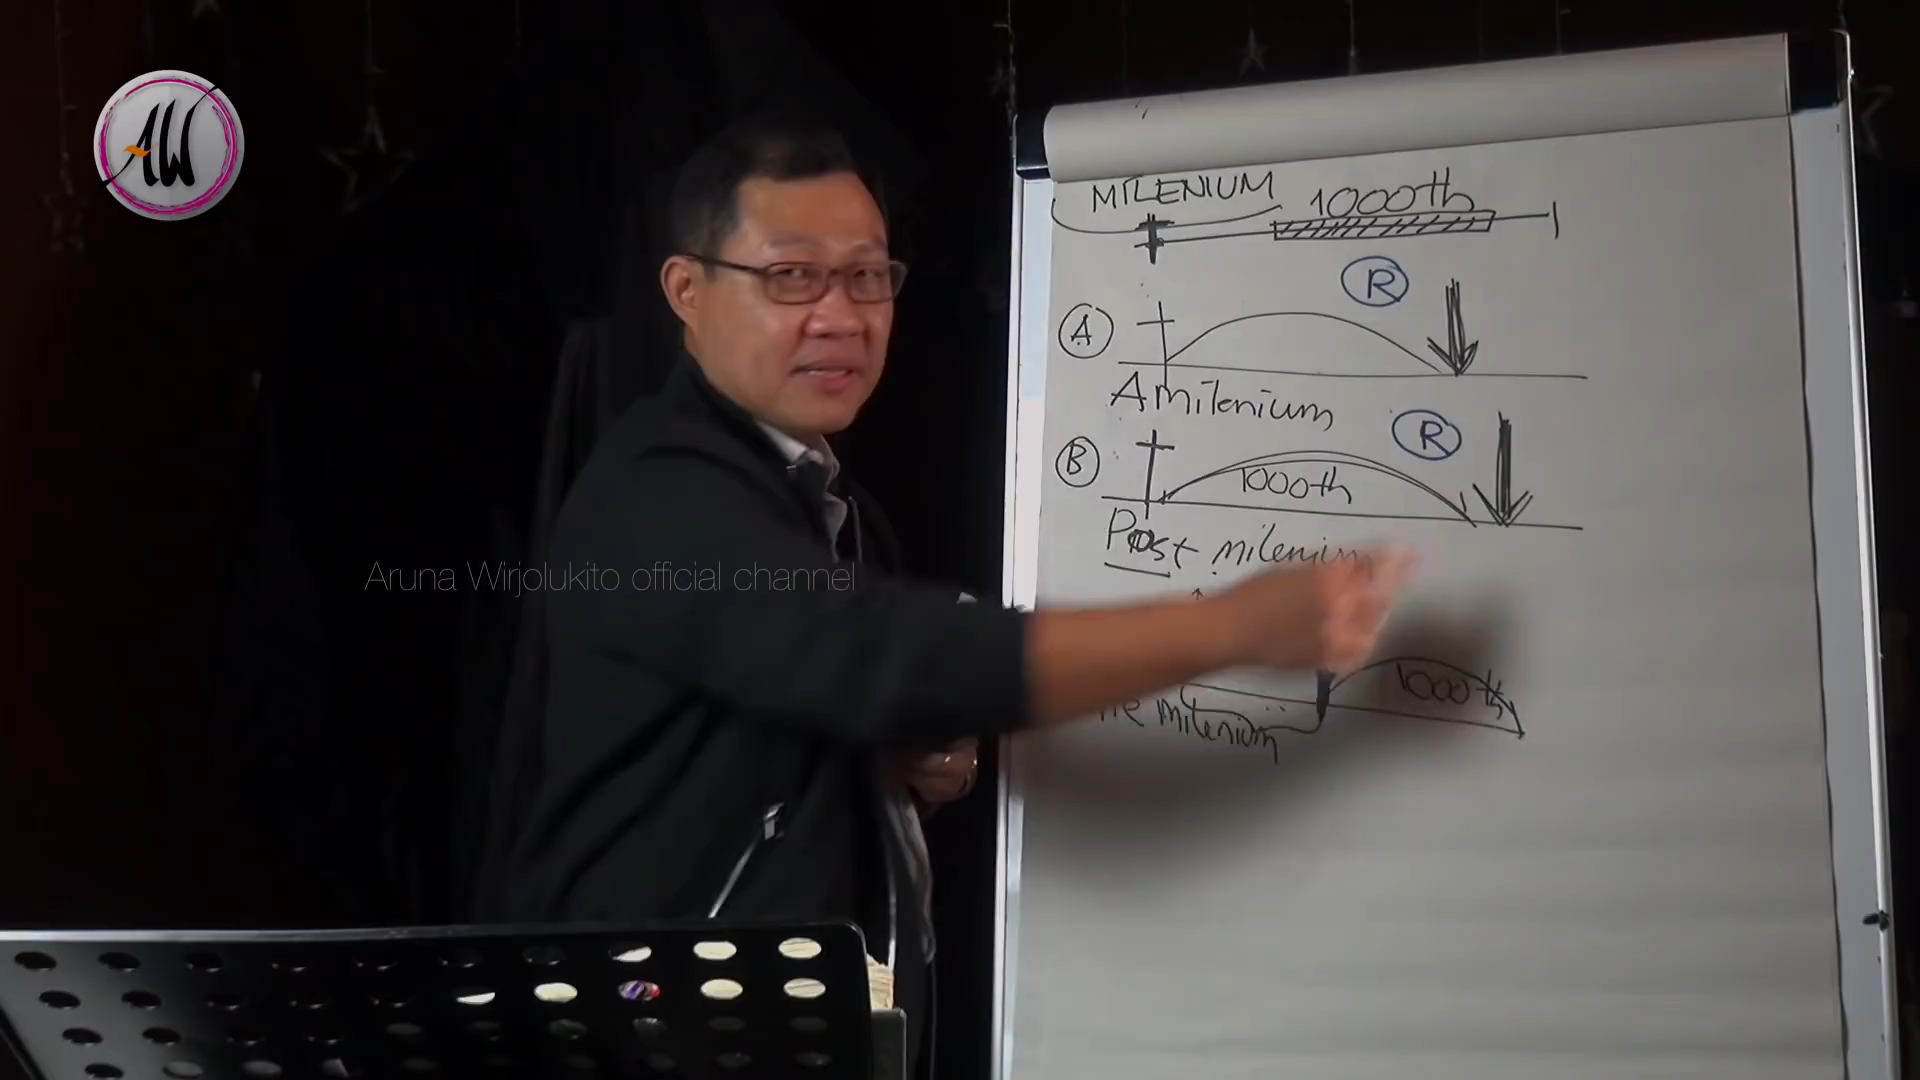 AW
MILENIUM 1000th
R
A
Amilenium
R
B
1000th
Post milenium
Aruna Wirjolukito official channel
1000th
milenium